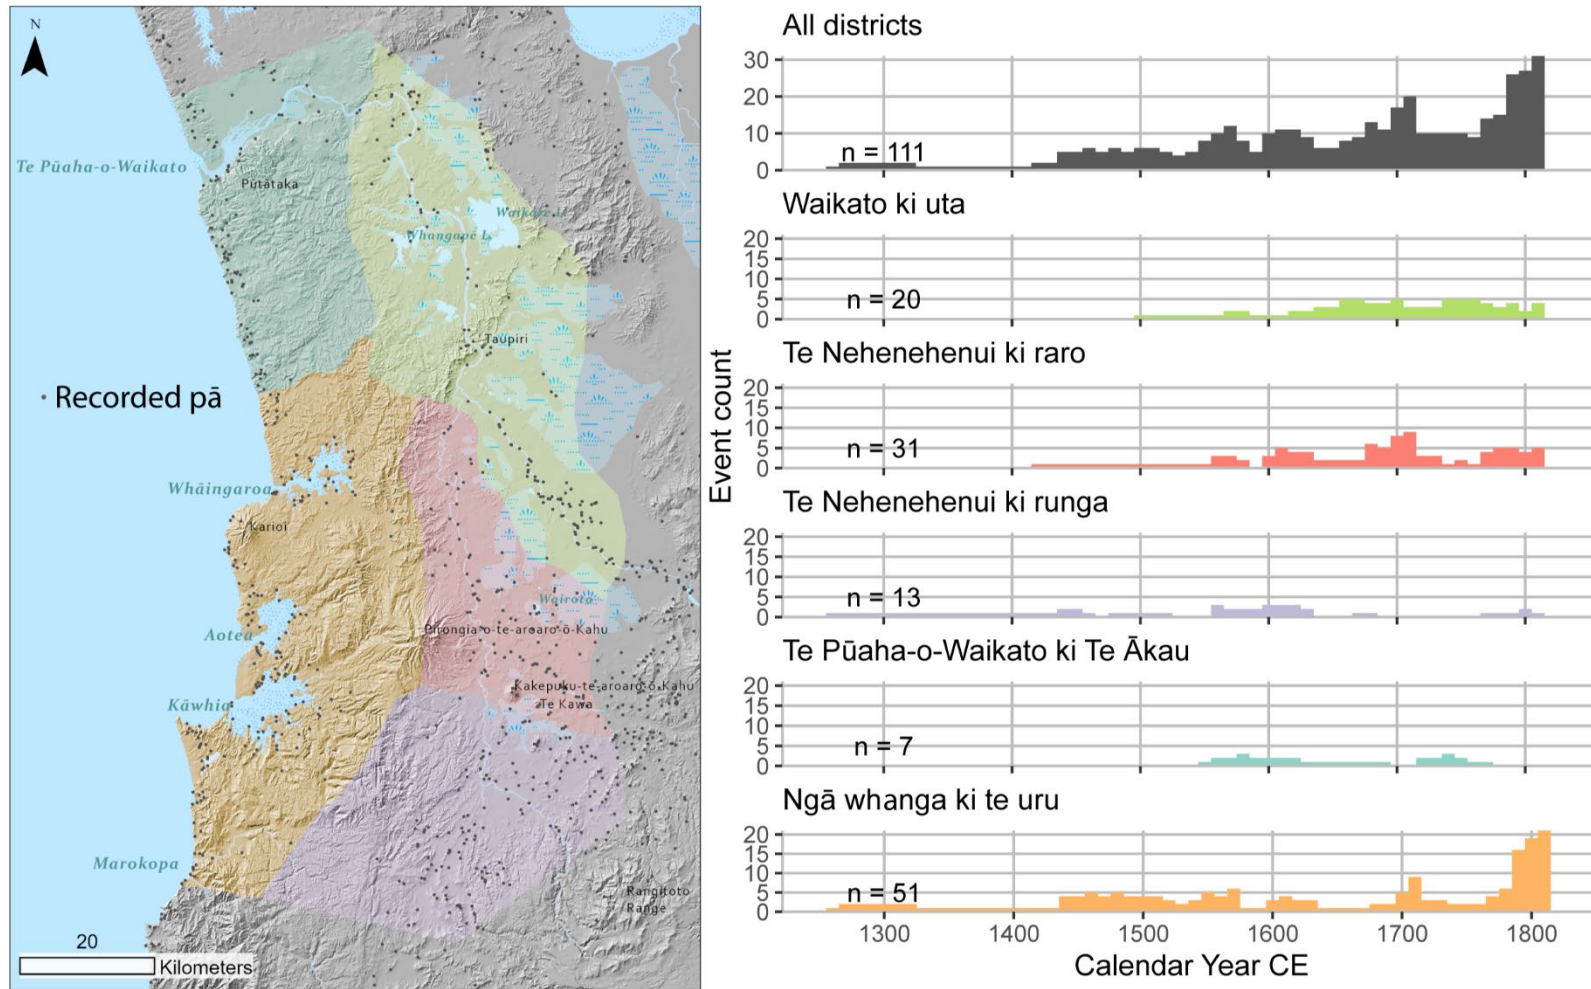 N
Te Pūaha-o-Waikato
Pūtātaka
Waikare L
Whangapē L
Taupiri
Recorded pā
Whāingaroa
Karioi
Wairoto
Aotea
Pirongia-o-te-aroaro-ō-Kahu
Kāwhia
Kakepuku-te-aroaro-ō-Kahu
Te Kawa
Marokopa
Rangitoto
Range
20
Kilometers
Event count
All districts
30
20
10
0
n = 111
Waikato ki uta
20
15
10
5
0
n = 20
Te Nehenehenui ki raro
20
15
10
5
0
n = 31
Te Nehenehenui ki runga
20
15
10
5
0
n = 13
Te Pūaha-o-Waikato ki Te Ākau
20
15
10
5
0
n = 7
Ngā whanga ki te uru
20
15
10
5
0
n = 51
1300 1400 1500 1600 1700 1800
Calendar Year CE